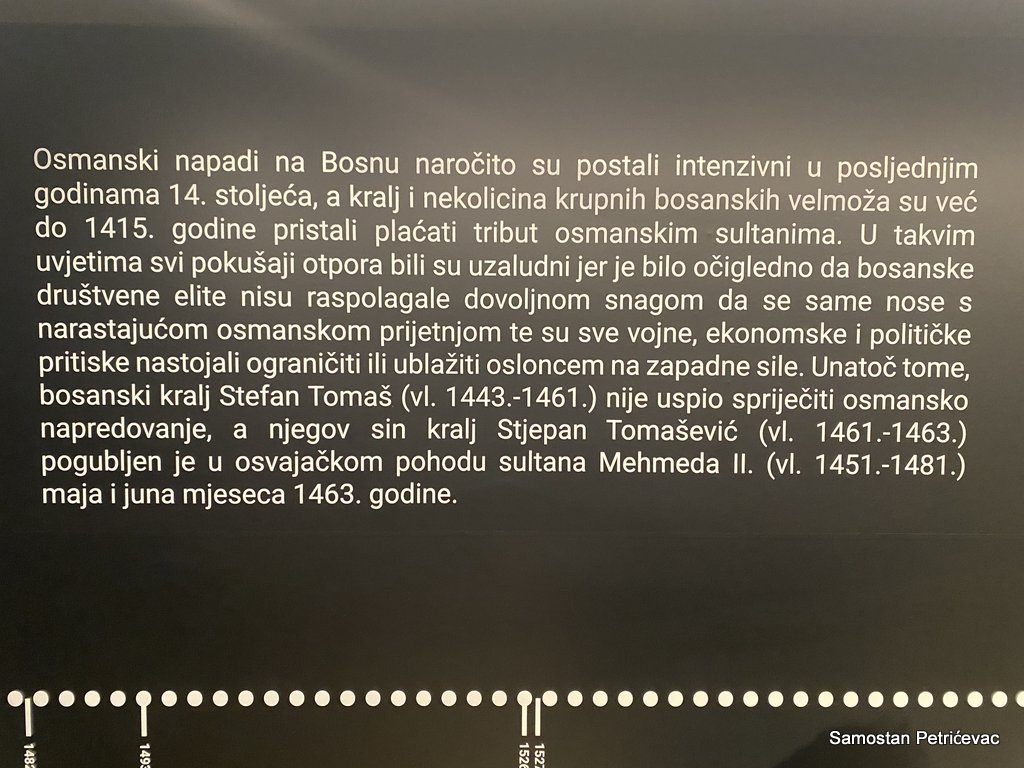 Osmanski napadi na Bosnu naročito su postali intenzivni u posljednjim
godinama 14. stoljeća, a kralj i nekolicina krupnih bosanskih velmoža su već
do 1415. godine pristali plaćati tribut osmanskim sultanima. U takvim
uvjetima svi pokušaji otpora bili su uzaludni jer je bilo očigledno da bosanske
društvene elite nisu raspolagale dovoljnom snagom da se same nose s
narastajućom osmanskom prijetnjom te su sve vojne, ekonomske i političke
pritiske nastojali ograničiti ili ublažiti osloncem na zapadne sile. Unatoč tome,
bosanski kralj Stefan Tomaš (vl. 1443.-1461.) nije uspio spriječiti osmansko
napredovanje, a njegov sin kralj Stjepan Tomašević (vl. 1461.-1463.)
pogubljen je u osvajačkom pohodu sultana Mehmeda II. (vl. 1451.-1481.)
maja i juna mjeseca 1463. godine.
1526
1527
Samostan Petrićevac